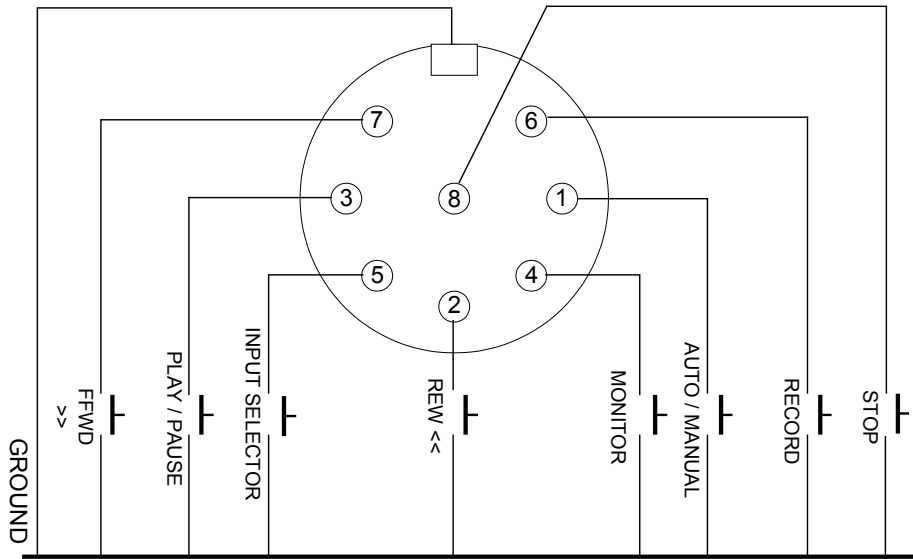 7
6
3
8
1
5
4
2
GROUND
FFWD
>>
PLAY / PAUSE
INPUT SELECTOR
REW <<
MONITOR
AUTO / MANUAL
RECORD
STOP